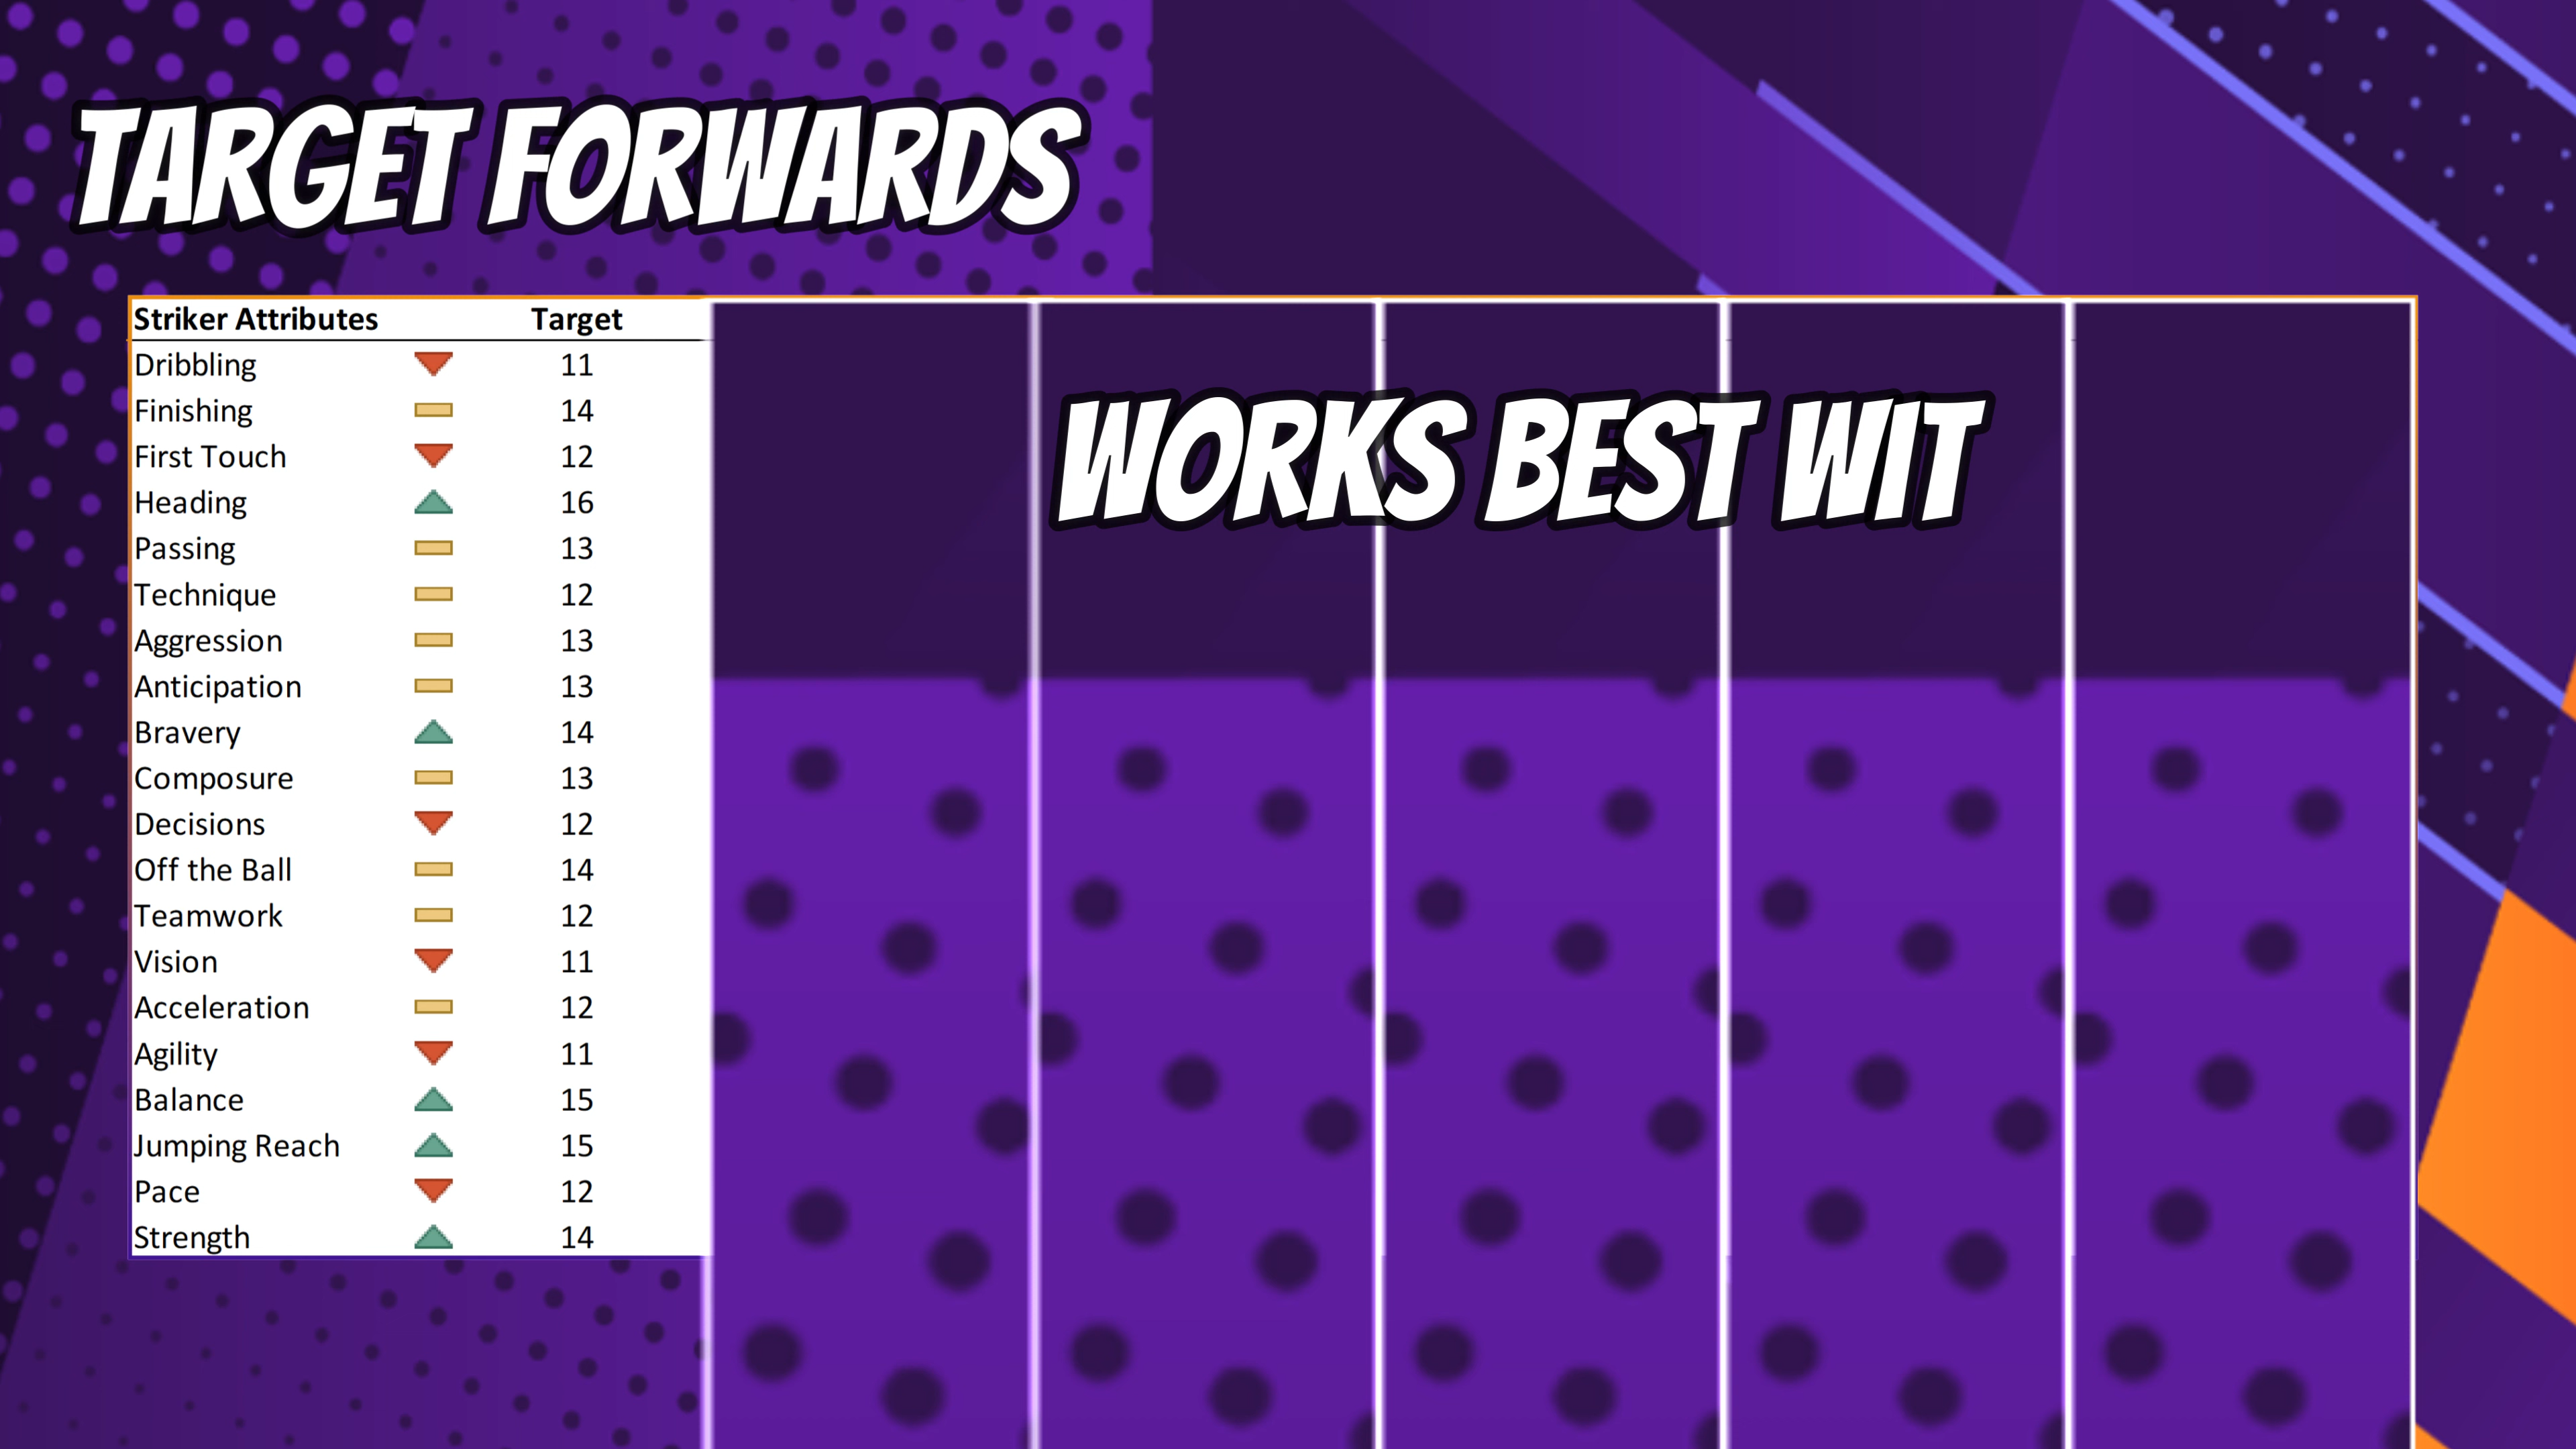 TARGET FORWARDS
Striker Attributes Target
Dribbling 11
Finishing 14
First Touch 12
Heading 16
Passing 13
Technique 12
Aggression 13
Anticipation 13
Bravery 14
Composure 13
Decisions 12
Off the Ball 14
Teamwork 12
Vision 11
Acceleration 12
Agility 11
Balance 15
Jumping Reach 15
Pace 12
Strength 14
WORKS BEST WIT